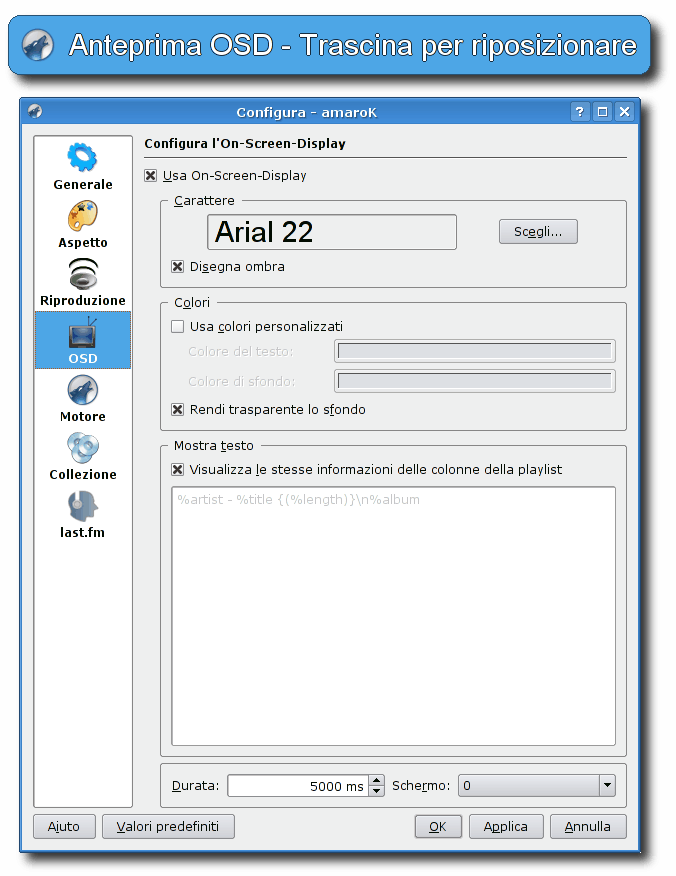 Anteprima OSD - Trascina per riposizionare
Configura - amaroK
?
Configura l'On-Screen-Display
Generale
Aspetto
Riproduzione
OSD
Motore
Collezione
last.fm
Usa On-Screen-Display
Carattere
Arial 22
Scegli...
Disegna ombra
Colori
Usa colori personalizzati
Colore del testo:
Colore di sfondo:
Rendi trasparente lo sfondo
Mostra testo
Visualizza le stesse informazioni delle colonne della playlist
%artist - %title {(%length)}\n%album
Durata: 5000 ms Schermo: 0
Aiuto Valori predefiniti OK Applica Annulla